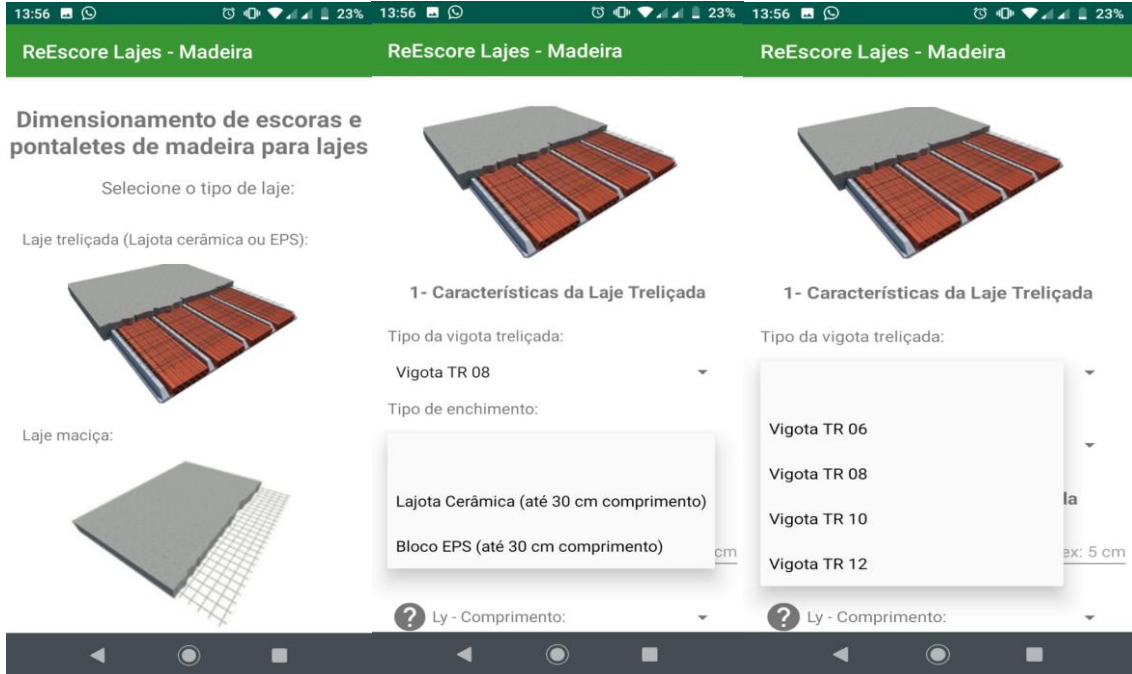 13:56 23%
ReEscore Lajes - Madeira
Dimensionamento de escoras e
pontaletes de madeira para lajes
Selecione o tipo de laje:
Laje treliçada (Lajota cerâmica ou EPS):
Laje maciça:
13:56 23%
ReEscore Lajes - Madeira
1- Características da Laje Treliçada
Tipo da vigota treliçada:
Vigota TR 08
Tipo de enchimento:
Lajota Cerâmica (até 30 cm comprimento)
Bloco EPS (até 30 cm comprimento)
cm
? Ly - Comprimento:
13:56 23%
ReEscore Lajes - Madeira
1- Características da Laje Treliçada
Tipo da vigota treliçada:
Vigota TR 06
Vigota TR 08
la
Vigota TR 10
ex: 5 cm
Vigota TR 12
? Ly - Comprimento: